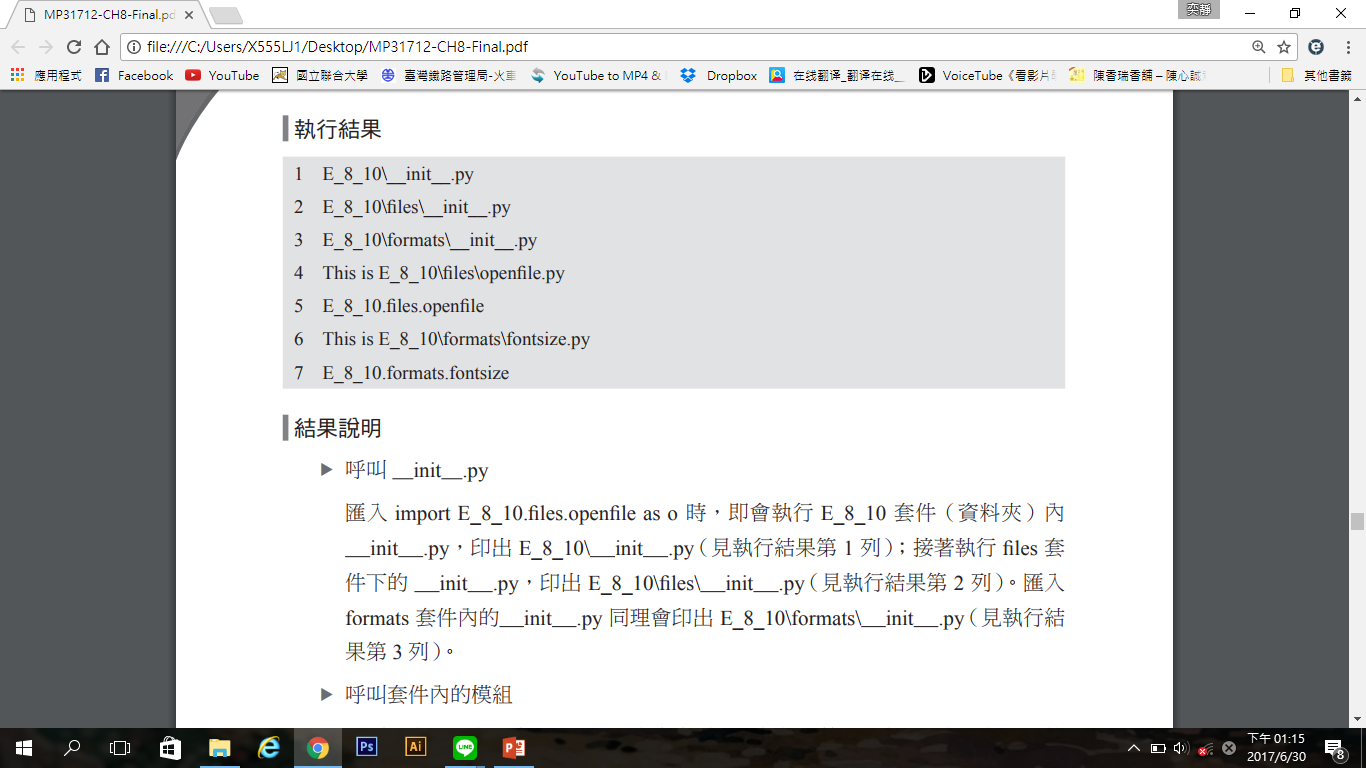 MP31712-CH8-Final.pd
奕靜
file:///C:/Users/X555LJ1/Desktop/MP31712-CH8-Final.pdf
應用程式 Facebook YouTube 國立聯合大學 臺灣鐵路管理局-火車 YouTube to MP4 & Dropbox 在线翻译_翻译在线_ VoiceTube《看影片 陳香瑞香舖 – 陳心誠 其他書籤
執行結果
1 E_8_10\__init__.py
2 E_8_10\files\__init__.py
3 E_8_10\formats\__init__.py
4 This is E_8_10\files\openfile.py
5 E_8_10.files.openfile
6 This is E_8_10\formats\fontsize.py
7 E_8_10.formats.fontsize
結果說明
呼叫 __init__.py
匯入 import E_8_10.files.openfile as o 時，即會執行 E_8_10 套件（資料夾）內
__init__.py，印出 E_8_10\__init__.py（見執行結果第 1 列）；接著執行 files 套
件下的 __init__.py，印出 E_8_10\files\__init__.py（見執行結果第 2 列）。匯入
formats 套件內的__init__.py 同理會印出 E_8_10\formats\__init__.py（見執行結
果第 3 列）。
呼叫套件內的模組
Ps Ai LINE
下午 01:15
2017/6/30
8